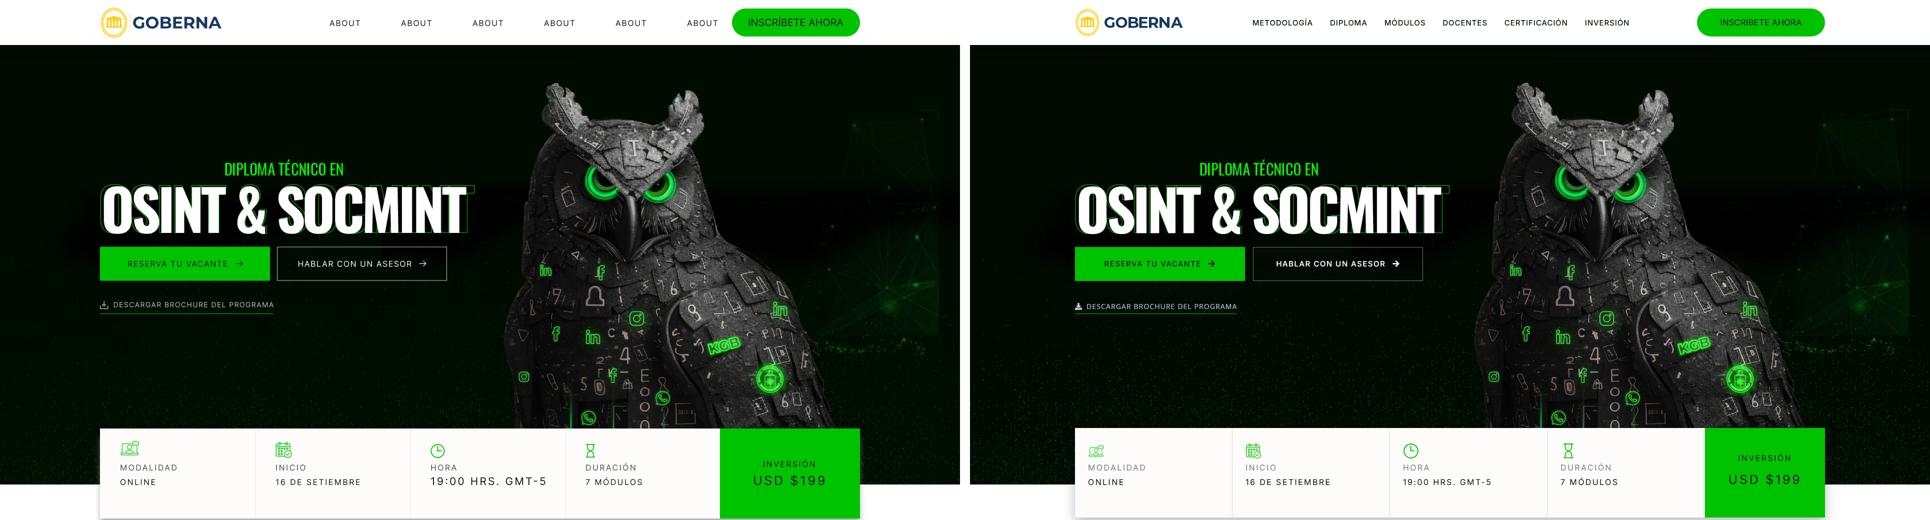 GOBERNA
ABOUT ABOUT ABOUT ABOUT ABOUT ABOUT
INSCRÍBETE AHORA
DIPLOMA TÉCNICO EN
OSINT & SOCMINT
RESERVA TU VACANTE →
HABLAR CON UN ASESOR →
DESCARGAR BROCHURE DEL PROGRAMA
KGB
MODALIDAD
ONLINE
INICIO
16 DE SETIEMBRE
HORA
19:00 HRS. GMT-5
DURACIÓN
7 MÓDULOS
INVERSIÓN
USD $199
GOBERNA
METODOLOGÍA DIPLOMA MÓDULOS DOCENTES CERTIFICACIÓN INVERSIÓN
INSCRÍBETE AHORA
DIPLOMA TÉCNICO EN
OSINT & SOCMINT
RESERVA TU VACANTE →
HABLAR CON UN ASESOR →
DESCARGAR BROCHURE DEL PROGRAMA
KGB
MODALIDAD
ONLINE
INICIO
16 DE SETIEMBRE
HORA
19:00 HRS. GMT-5
DURACIÓN
7 MÓDULOS
INVERSIÓN
USD $199